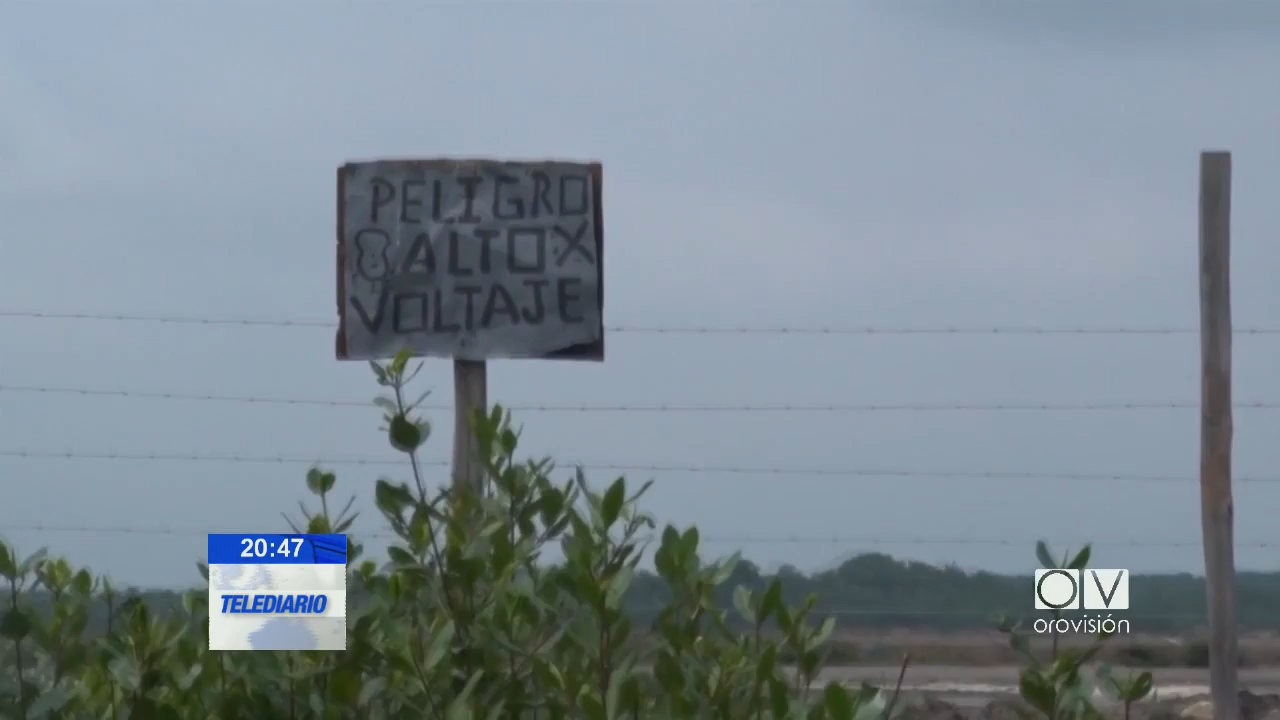 PELIGRO
ALTO
VOLTAJE
20:47
TELEDIARIO
OV
orovisión